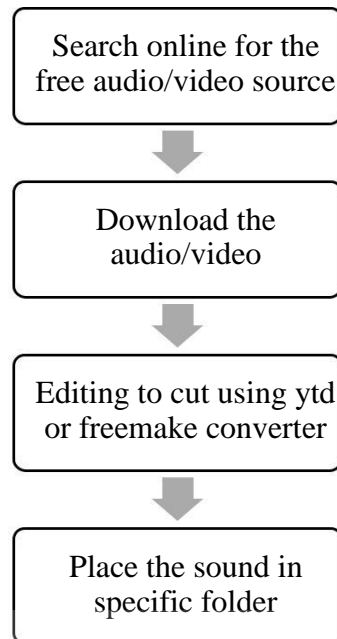 Search online for the
free audio/video source
Download the
audio/video
Editing to cut using ytd
or freemake converter
Place the sound in
specific folder